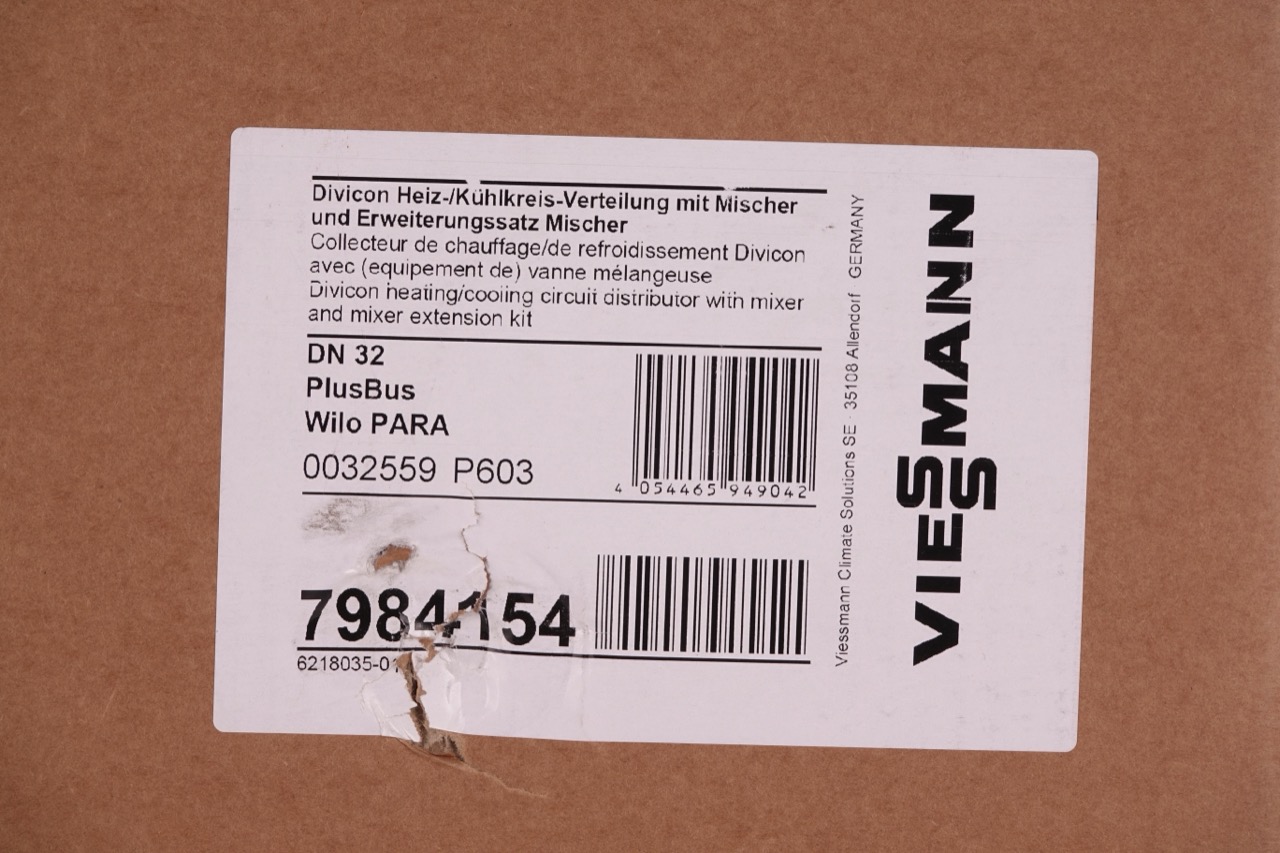 Divicon Heiz-/Kühlkreis-Verteilung mit Mischer
und Erweiterungssatz Mischer
Collecteur de chauffage/de refroidissement Divicon
avec (equipement de) vanne mélangeuse
Divicon heating/cooling circuit distributor with mixer
and mixer extension kit
DN 32
PlusBus
Wilo PARA
0032559 P603
4 054465 949042
7984154
6218035-01
Viessmann Climate Solutions SE · 35108 Allendorf · GERMANY
VIESSMANN